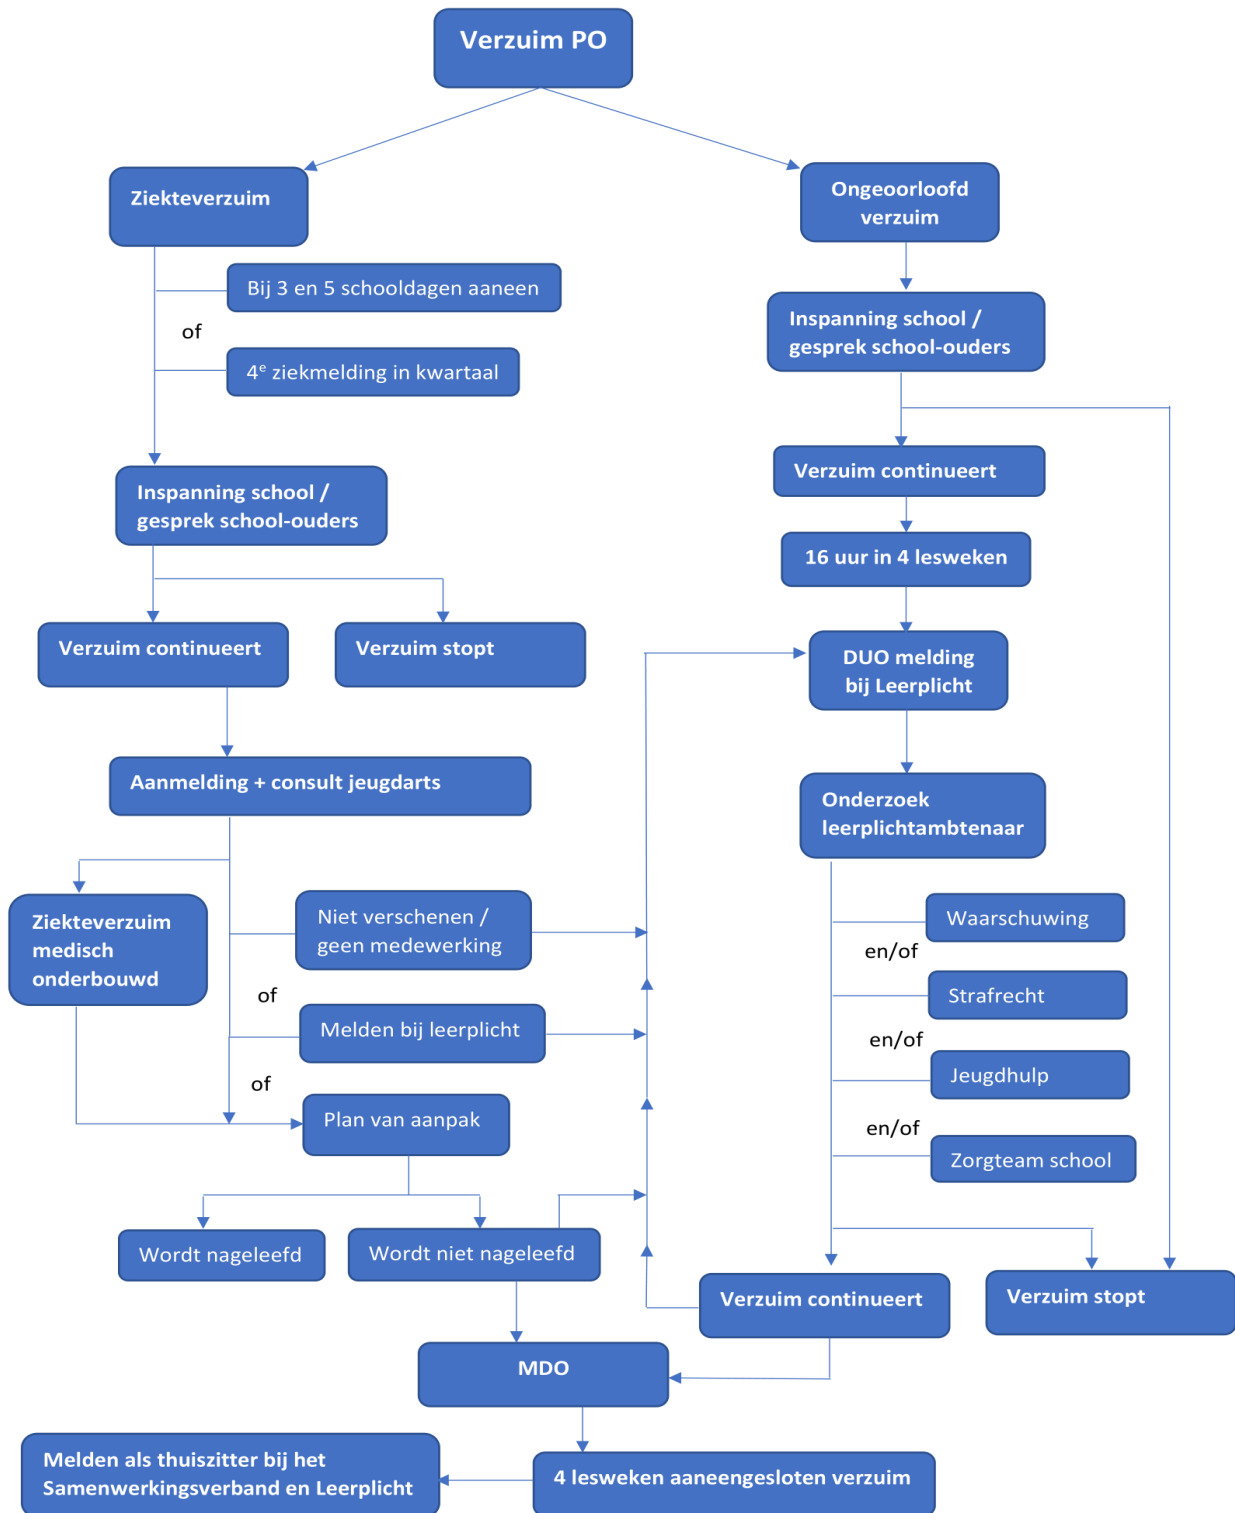 Verzuim PO
Ziekteverzuim
Ongeoorloofd
verzuim
Bij 3 en 5 schooldagen aaneen
of
4e ziekmelding in kwartaal
Inspanning school /
gesprek school-ouders
Inspanning school /
gesprek school-ouders
Verzuim continueert
16 uur in 4 lesweken
Verzuim continueert
Verzuim stopt
DUO melding
bij Leerplicht
Aanmelding + consult jeugdarts
Onderzoek
leerplichtambtenaar
Ziekteverzuim
medisch
onderbouwd
Niet verschenen /
geen medewerking
of
Melden bij leerplicht
of
Plan van aanpak
Waarschuwing
en/of
Strafrecht
en/of
Jeugdhulp
en/of
Zorgteam school
Wordt nageleefd
Wordt niet nageleefd
Verzuim continueert
Verzuim stopt
MDO
Melden als thuiszitter bij het
Samenwerkingsverband en Leerplicht
4 lesweken aaneengesloten verzuim